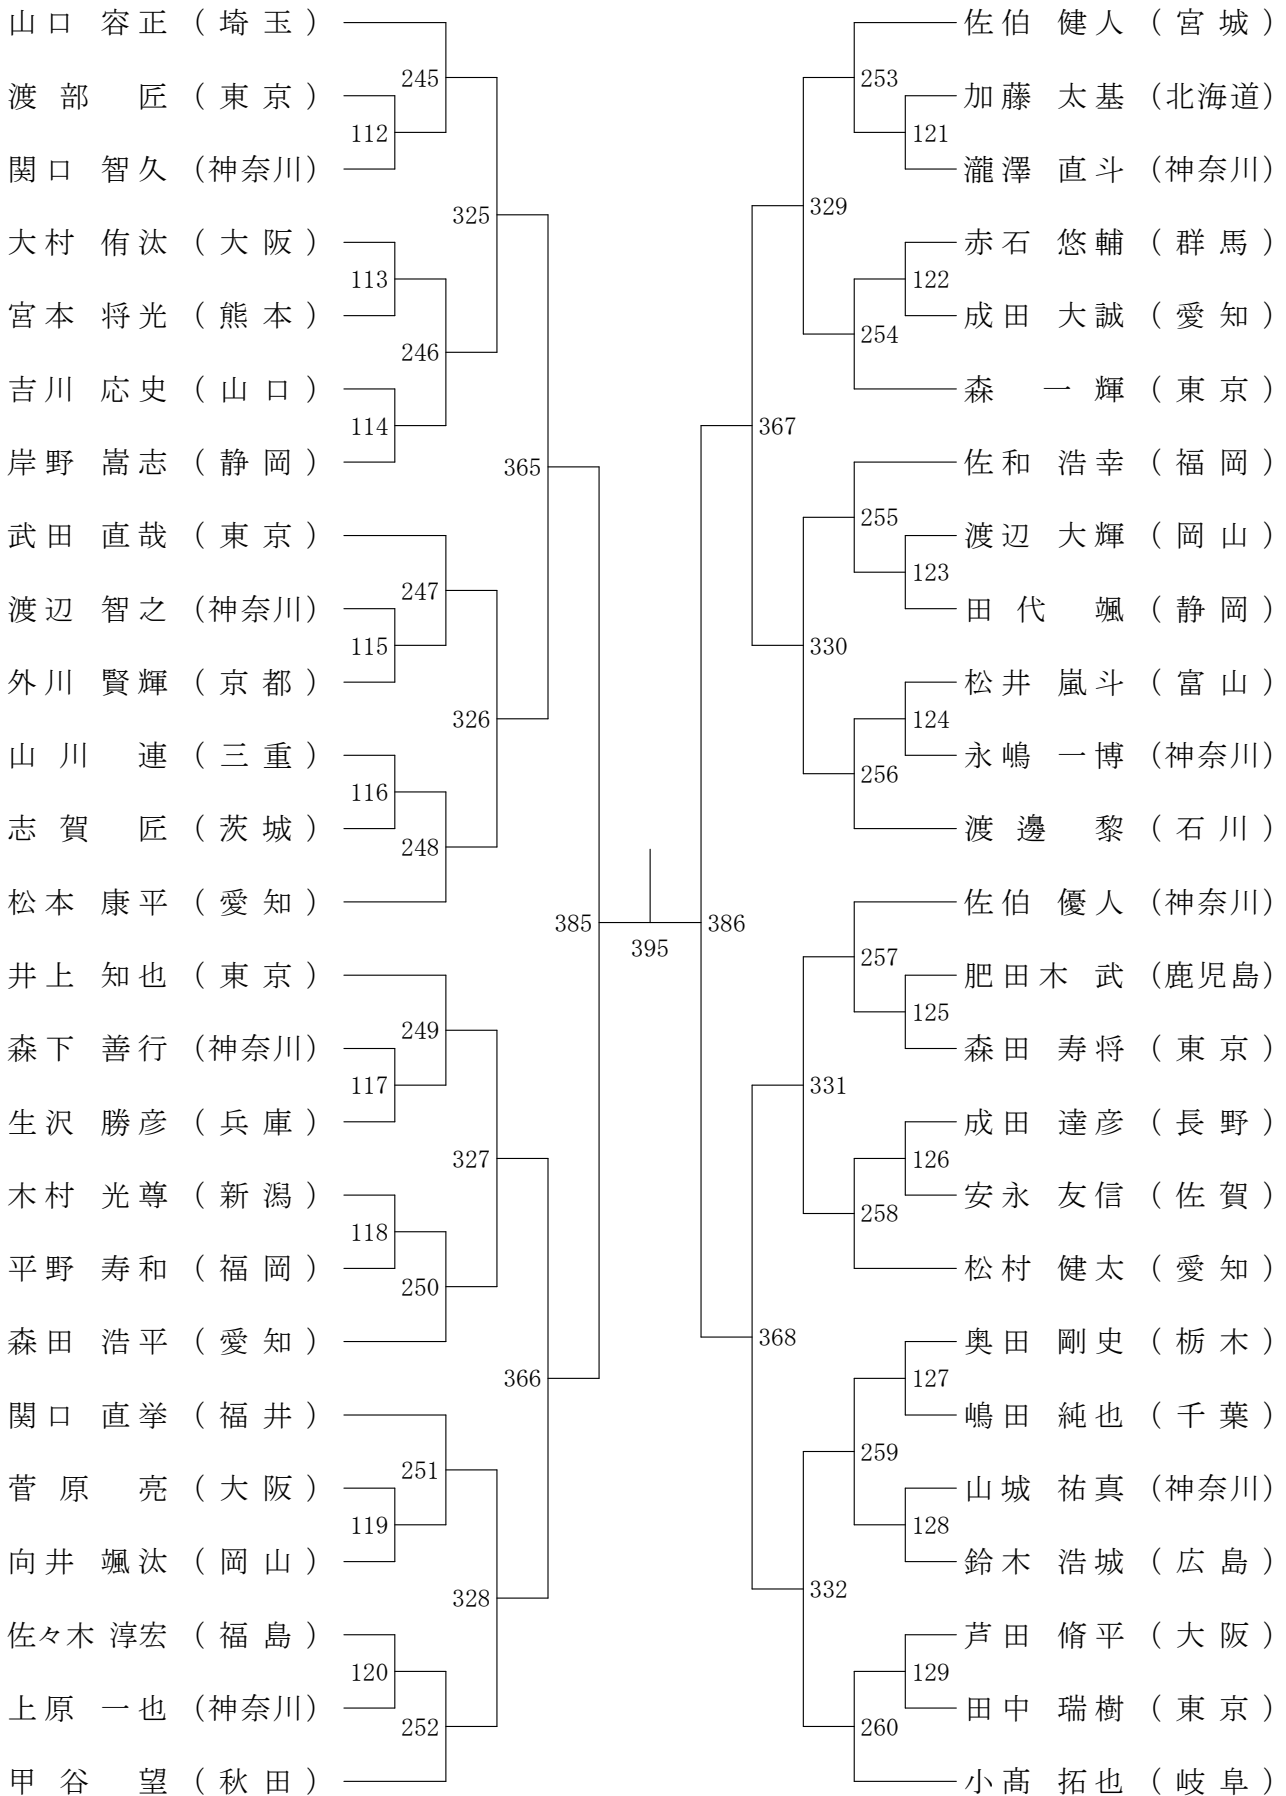 山口 容正 (埼玉)
245
渡部 匠 (東京)
112
関口 智久 (神奈川)
325
大村 侑汰 (大阪)
113
宮本 将光 (熊本)
246
吉川 応史 (山口)
114
岸野 嵩志 (静岡)
365
武田 直哉 (東京)
247
渡辺 智之 (神奈川)
115
外川 賢輝 (京都)
326
山川 連 (三重)
116
志賀 匠 (茨城)
248
松本 康平 (愛知)
385
井上 知也 (東京)
249
森下 善行 (神奈川)
117
生沢 勝彦 (兵庫)
327
木村 光尊 (新潟)
118
平野 寿和 (福岡)
250
森田 浩平 (愛知)
366
関口 直挙 (福井)
251
菅原 亮 (大阪)
119
向井 颯汰 (岡山)
328
佐々木 淳宏 (福島)
120
上原 一也 (神奈川)
252
甲谷 望 (秋田)
395
佐伯 健人 (宮城)
253
加藤 太基 (北海道)
121
瀧澤 直斗 (神奈川)
329
赤石 悠輔 (群馬)
122
成田 大誠 (愛知)
254
森 一輝 (東京)
367
佐和 浩幸 (福岡)
255
渡辺 大輝 (岡山)
123
田代 颯 (静岡)
330
松井 嵐斗 (富山)
124
永嶋 一博 (神奈川)
256
渡邊 黎 (石川)
386
佐伯 優人 (神奈川)
257
肥田木 武 (鹿児島)
125
森田 寿将 (東京)
331
成田 達彦 (長野)
126
安永 友信 (佐賀)
258
松村 健太 (愛知)
368
奥田 剛史 (栃木)
127
嶋田 純也 (千葉)
259
山城 祐真 (神奈川)
128
鈴木 浩城 (広島)
332
芦田 脩平 (大阪)
129
田中 瑞樹 (東京)
260
小髙 拓也 (岐阜)